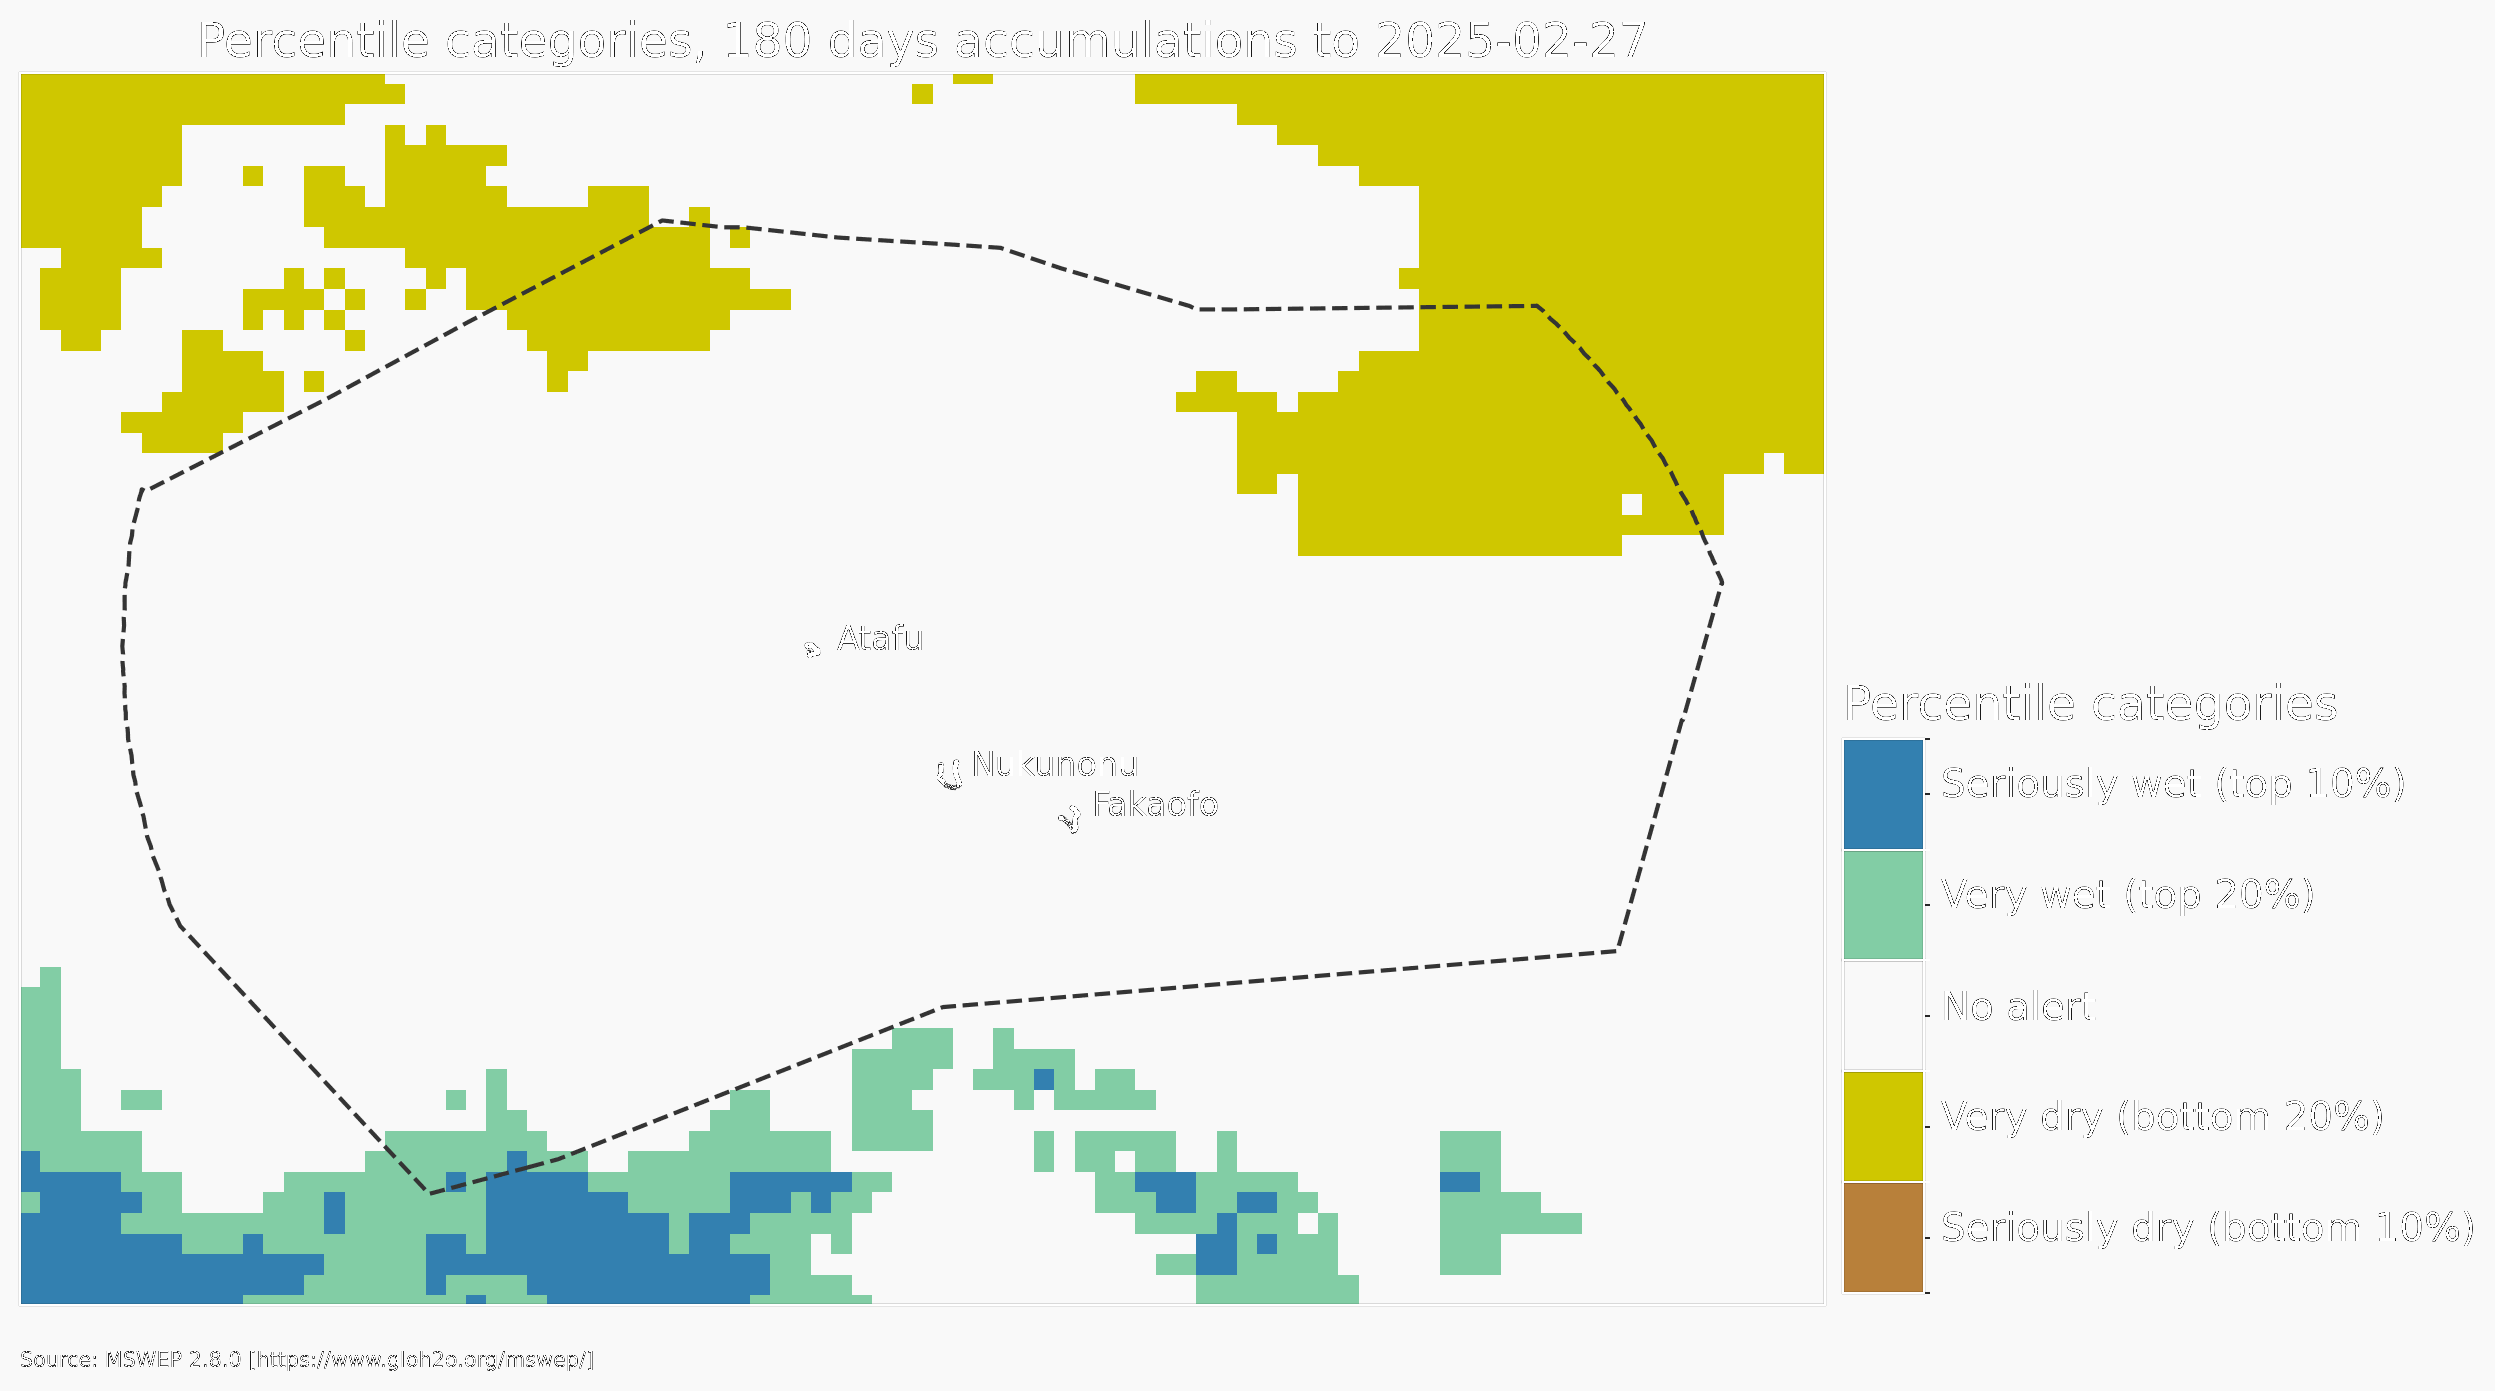 Percentile categories, 180 days accumulations to 2025-02-27
Atafu
Nukunonu
Fakaofo
Percentile categories
Seriously wet (top 10%)
Very wet (top 20%)
No alert
Very dry (bottom 20%)
Seriously dry (bottom 10%)
Source: MSWEP 2.8.0 [https://www.gloh2o.org/mswep/]